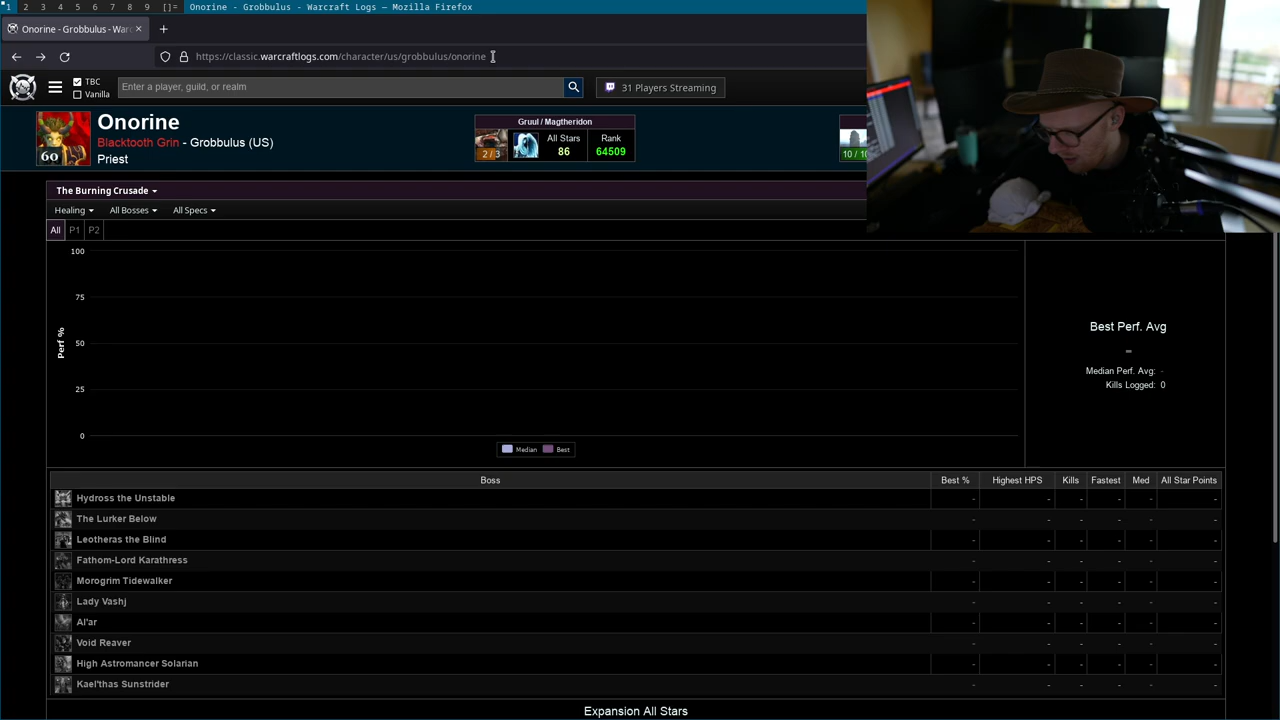 1 2 3 4 5 6 7 8 9 []= Onorine - Grobbulus - Warcraft Logs — Mozilla Firefox
Onorine - Grobbulus - Warc
https://classic.warcraftlogs.com/character/us/grobbulus/onorine
TBC
Vanilla
Enter a player, guild, or realm
31 Players Streaming
Onorine
Blacktooth Grin - Grobbulus (US)
Priest
60
Gruul / Magtheridon
2 / 3
All Stars
86
Rank
64509
10 / 10
The Burning Crusade
Healing All Bosses All Specs
All P1 P2
100
75
50
25
0
Perf %
Median Best
Best Perf. Avg
-
Median Perf. Avg: -
Kills Logged: 0
Boss Best % Highest HPS Kills Fastest Med All Star Points
Hydross the Unstable - - - - - -
The Lurker Below - - - - - -
Leotheras the Blind - - - - - -
Fathom-Lord Karathress - - - - - -
Morogrim Tidewalker - - - - - -
Lady Vashj - - - - - -
Al'ar - - - - - -
Void Reaver - - - - - -
High Astromancer Solarian - - - - - -
Kael'thas Sunstrider - - - - - -
Expansion All Stars